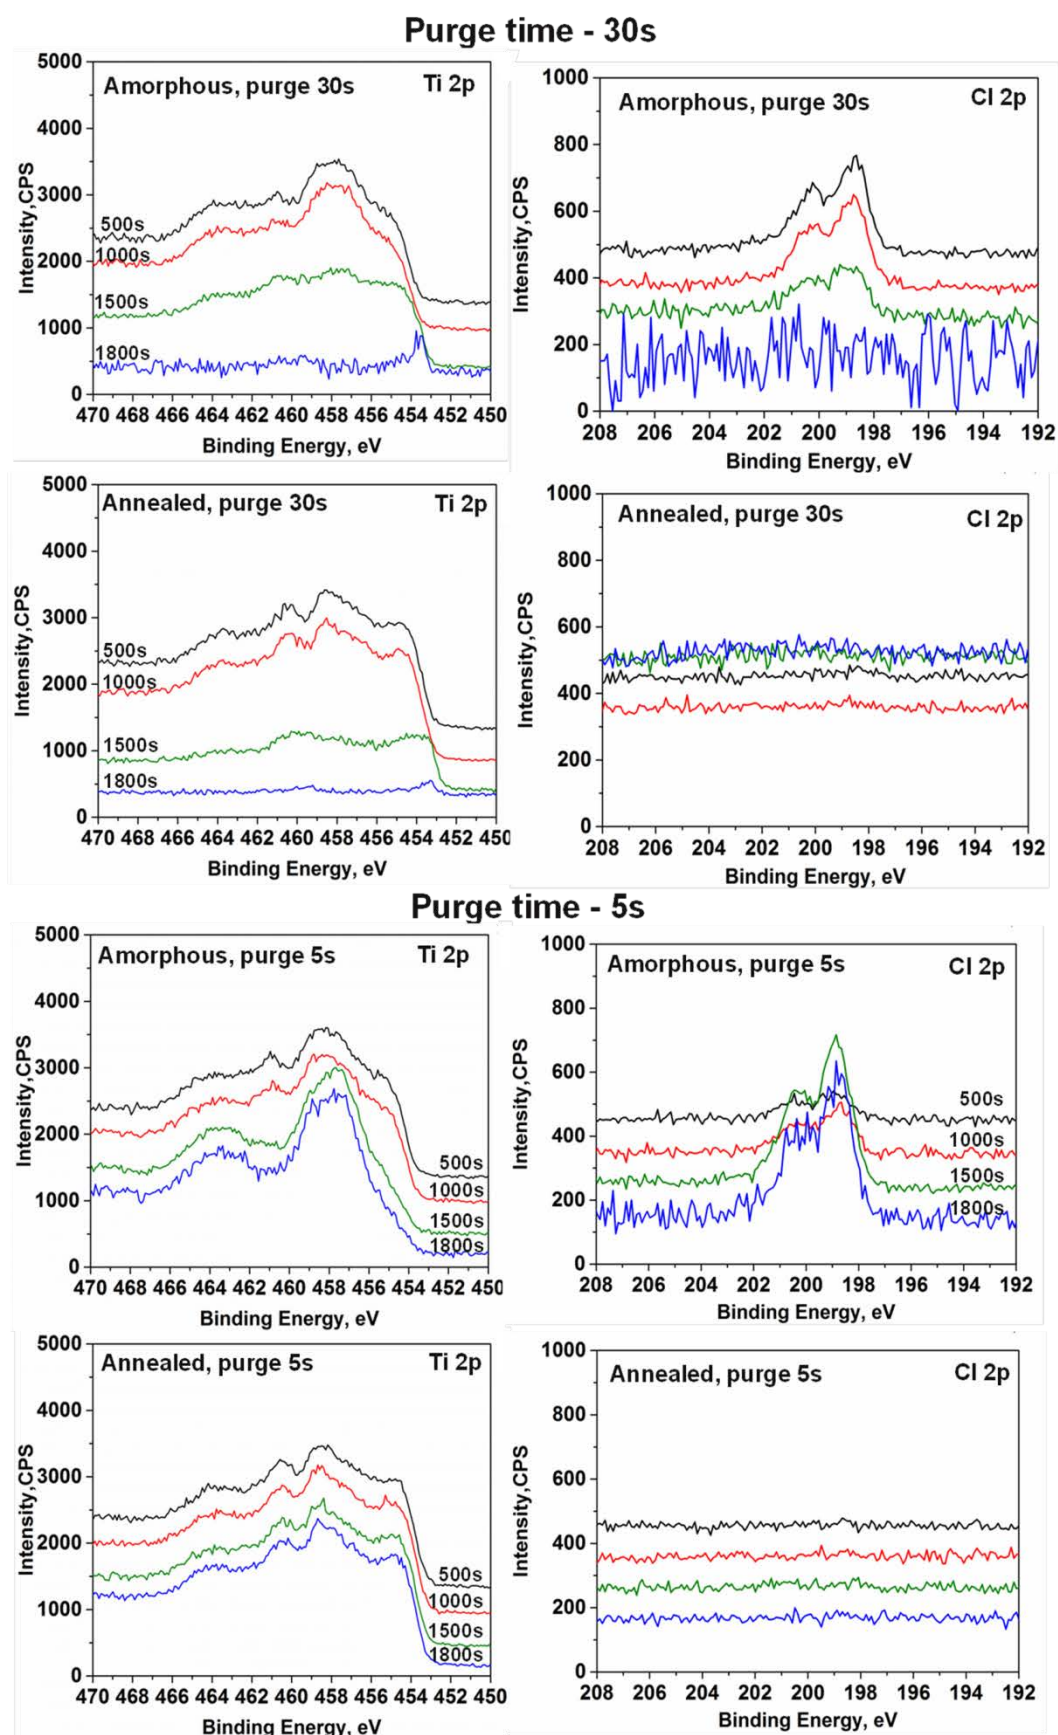 Purge time - 30s
Amorphous, purge 30s Ti 2p
5000
4000
3000
2000
1000
0
Intensity,CPS
500s
1000s
1500s
1800s
470 468 466 464 462 460 458 456 454 452 450
Binding Energy, eV
Amorphous, purge 30s Cl 2p
1000
800
600
400
200
0
Intensity,CPS
208 206 204 202 200 198 196 194 192
Binding Energy, eV
Annealed, purge 30s Ti 2p
5000
4000
3000
2000
1000
0
Intensity,CPS
500s
1000s
1500s
1800s
470 468 466 464 462 460 458 456 454 452 450
Binding Energy, eV
Annealed, purge 30s Cl 2p
1000
800
600
400
200
0
Intensity,CPS
208 206 204 202 200 198 196 194 192
Binding Energy, eV
Purge time - 5s
Amorphous, purge 5s Ti 2p
5000
4000
3000
2000
1000
0
Intensity,CPS
500s
1000s
1500s
1800s
470 468 466 464 462 460 458 456 454 452 450
Binding Energy, eV
Amorphous, purge 5s Cl 2p
1000
800
600
400
200
0
Intensity,CPS
500s
1000s
1500s
1800s
208 206 204 202 200 198 196 194 192
Binding Energy, eV
Annealed, purge 5s Ti 2p
5000
4000
3000
2000
1000
0
Intensity,CPS
500s
1000s
1500s
1800s
470 468 466 464 462 460 458 456 454 452 450
Binding Energy, eV
Annealed, purge 5s Cl 2p
1000
800
600
400
200
0
Intensity,CPS
208 206 204 202 200 198 196 194 192
Binding Energy, eV